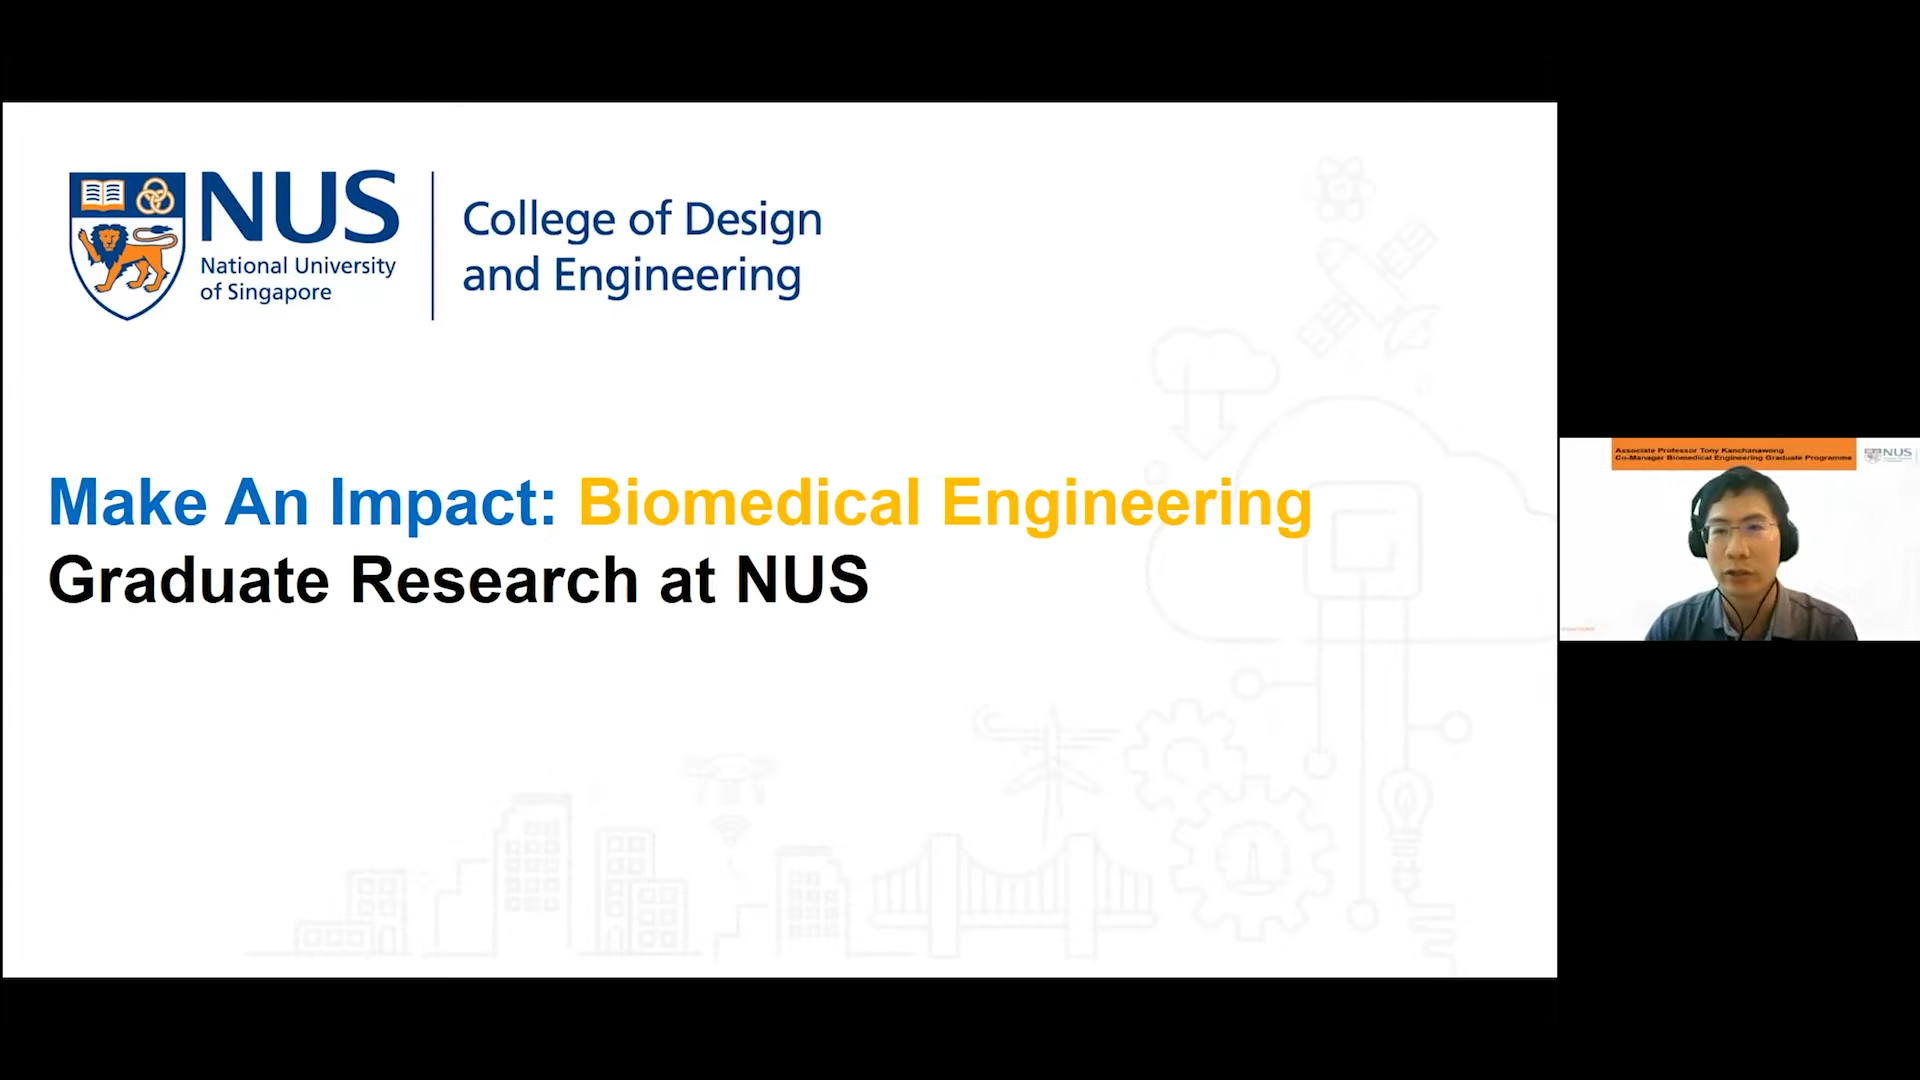 NUS
National University
of Singapore
College of Design
and Engineering
Make An Impact: Biomedical Engineering
Graduate Research at NUS
Associate Professor Tony Kanchanawong
Co-Manager Biomedical Engineering Graduate Programme
NUS